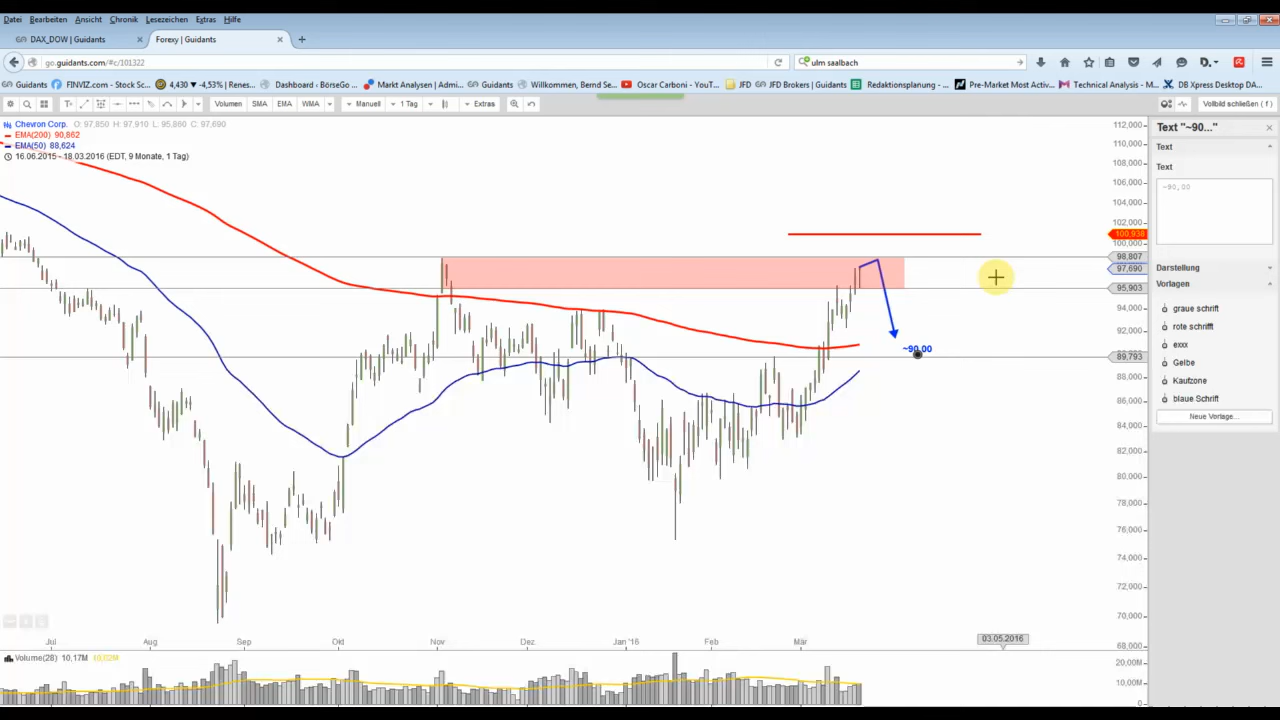 Datei Bearbeiten Ansicht Chronik Lesezeichen Extras Hilfe
DAX_DOW | Guidants × Forexy | Guidants × +
go.guidants.com/#c/101322 ulm saalbach
Guidants FINVIZ.com - Stock Sc... 4,430 ▼ -4,53% | Renes... Dashboard ‹ BörseGo Markt Analysen | Admi... Guidants Willkommen, Bernd Se... Oscar Carboni - YouT... JFD JFD Brokers | Guidants Redaktionsplanung - ... Pre-Market Most Activ... Technical Analysis - M... DB Xpress Desktop DA...
Volumen SMA EMA WMA Manuell 1 Tag Extras Vollbild schließen ( f )
Chevron Corp. O: 97,850 H: 97,910 L: 95,860 C: 97,690
EMA(200) 90,862
EMA(50) 88,624
16.06.2015 - 18.03.2016 (EDT, 9 Monate, 1 Tag)
112,000
110,000
108,000
106,000
104,000
102,000
100,938
100,000
98,807
97,690
95,903
94,000
92,000
89,793
88,000
86,000
84,000
82,000
80,000
78,000
76,000
74,000
72,000
70,000
68,000
~90,00
Jul Aug Sep Okt Nov Dez Jan '16 Feb Mär 03.05.2016
Volume(28) 10,17M
20,00M
10,00M
0
Text "~90..." ×
Text
Text
~90,00
Darstellung
Vorlagen
graue schrift
rote schrifft
exxx
Gelbe
Kaufzone
blaue Schrift
Neue Vorlage...